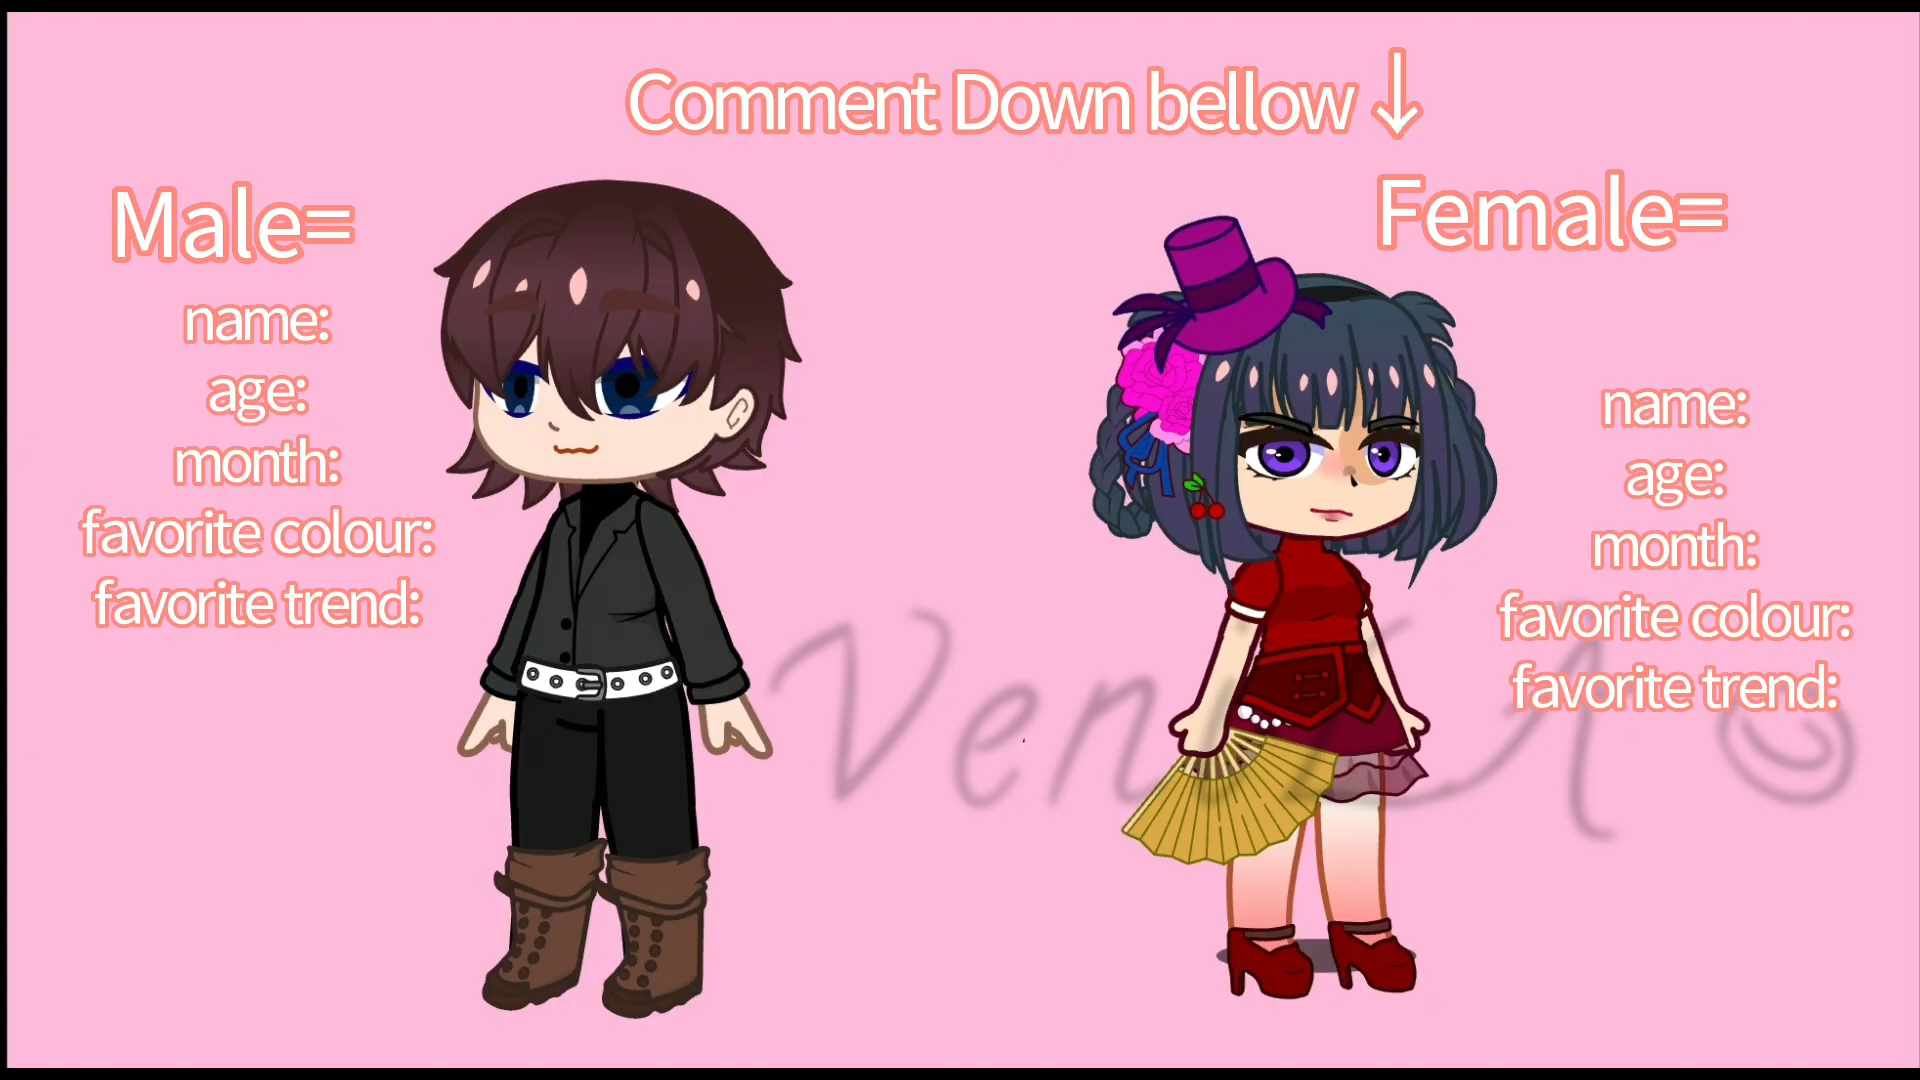 Comment Down bellow ↓
Male=
name:
age:
month:
favorite colour:
favorite trend:
Female=
name:
age:
month:
favorite colour:
favorite trend: